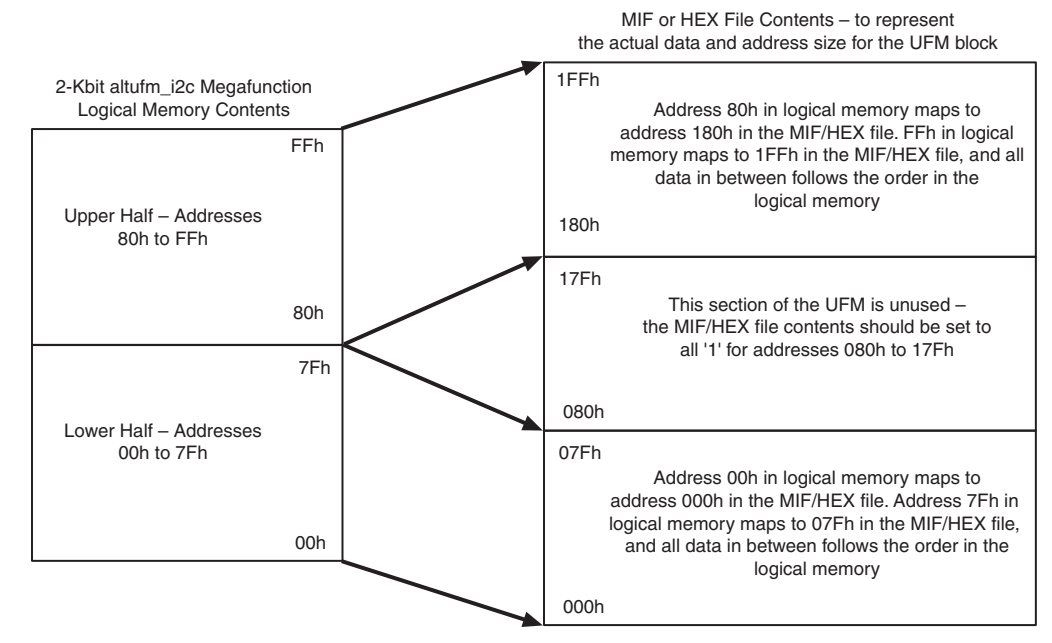 MIF or HEX File Contents – to represent
the actual data and address size for the UFM block
2-Kbit altufm_i2c Megafunction
Logical Memory Contents
FFh
Upper Half – Addresses
80h to FFh
80h
7Fh
Lower Half – Addresses
00h to 7Fh
00h
1FFh
Address 80h in logical memory maps to
address 180h in the MIF/HEX file. FFh in logical
memory maps to 1FFh in the MIF/HEX file, and all
data in between follows the order in the
logical memory
180h
17Fh
This section of the UFM is unused –
the MIF/HEX file contents should be set to
all '1' for addresses 080h to 17Fh
080h
07Fh
Address 00h in logical memory maps to
address 000h in the MIF/HEX file. Address 7Fh in
logical memory maps to 07Fh in the MIF/HEX file,
and all data in between follows the order in the
logical memory
000h